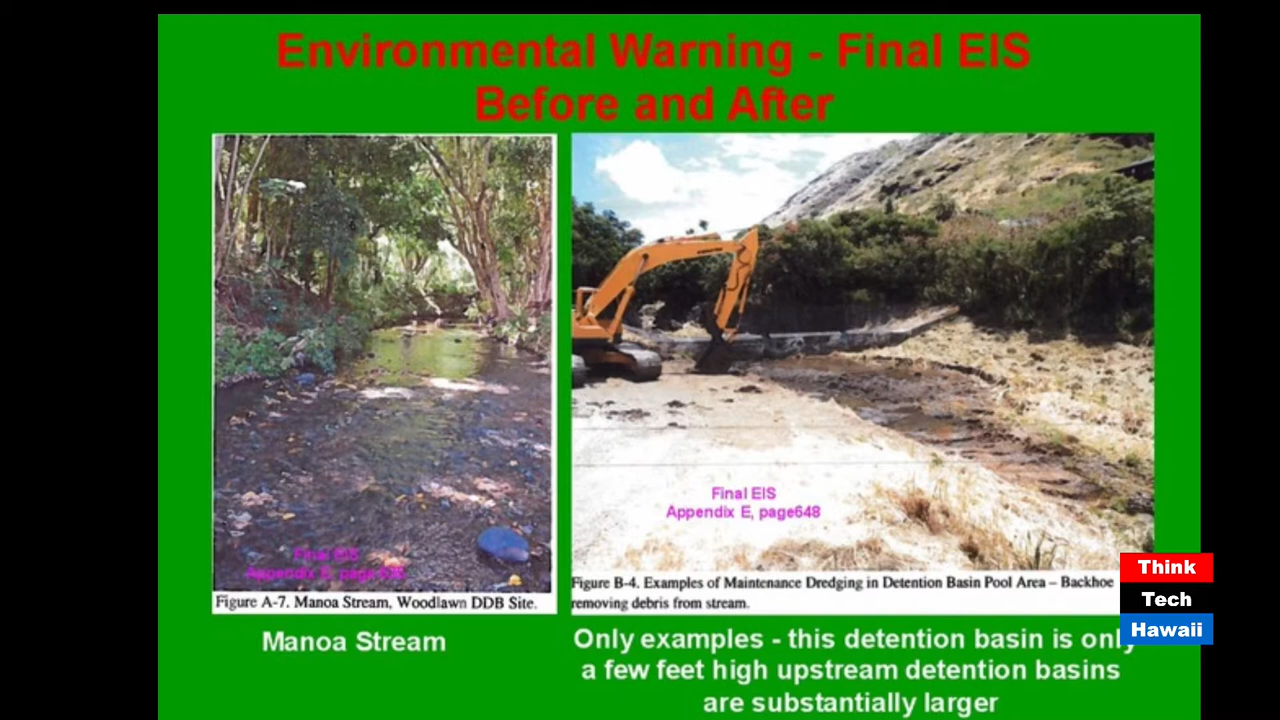 Environmental Warning - Final EIS
Before and After
Final EIS
Figure A-7. Manoa Stream, Woodlawn DDB Site.
Manoa Stream
Final EIS
Appendix E, page648
Figure B-4. Examples of Maintenance Dredging in Detention Basin Pool Area – Backhoe
removing debris from stream.
Only examples - this detention basin is only
a few feet high upstream detention basins
are substantially larger
Think
Tech
Hawaii